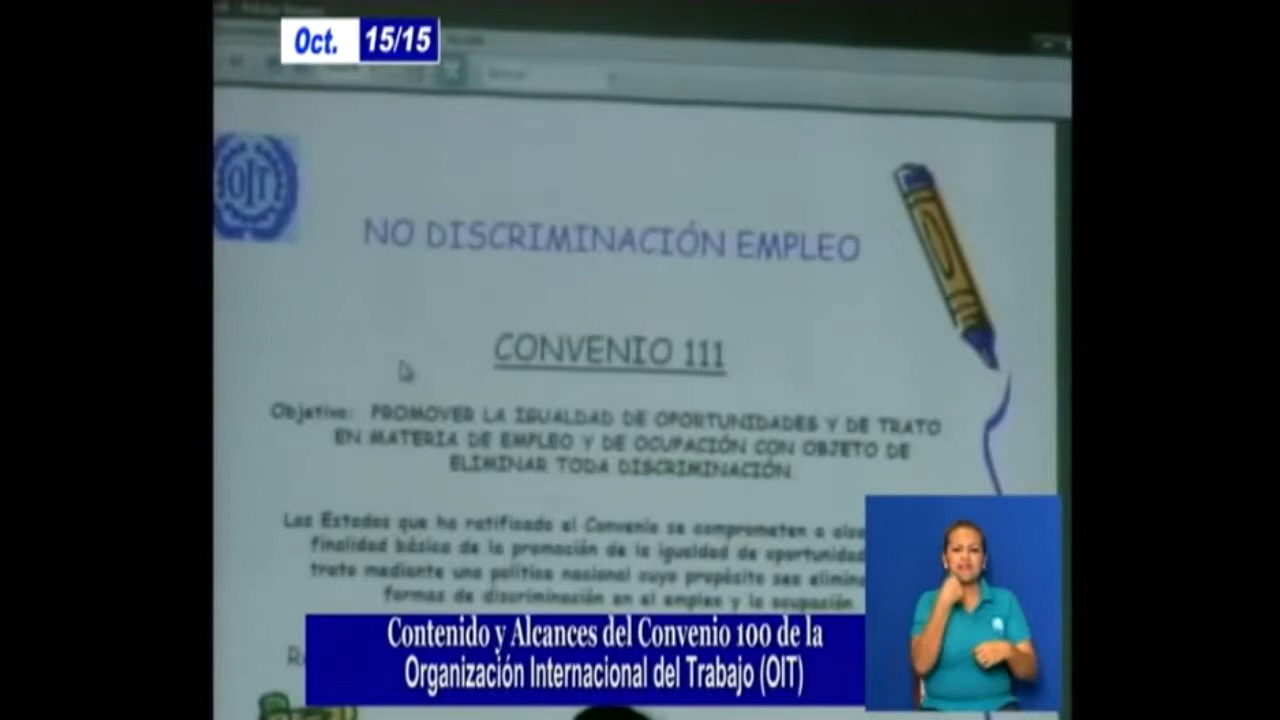 Oct. 15/15
OIT
NO DISCRIMINACIÓN EMPLEO
CONVENIO 111
Objetivo: PROMOVER LA IGUALDAD DE OPORTUNIDADES Y DE TRATO
EN MATERIA DE EMPLEO Y DE OCUPACIÓN CON OBJETO DE
ELIMINAR TODA DISCRIMINACIÓN.
Los Estados que ha ratificado el Convenio se comprometen a
finalidad básica de la promoción de la igualdad de
trato mediante una política nacional cuyo propósito sea
formas de discriminación en el empleo y la ocupación.
Contenido y Alcances del Convenio 100 de la
Organización Internacional del Trabajo (OIT)